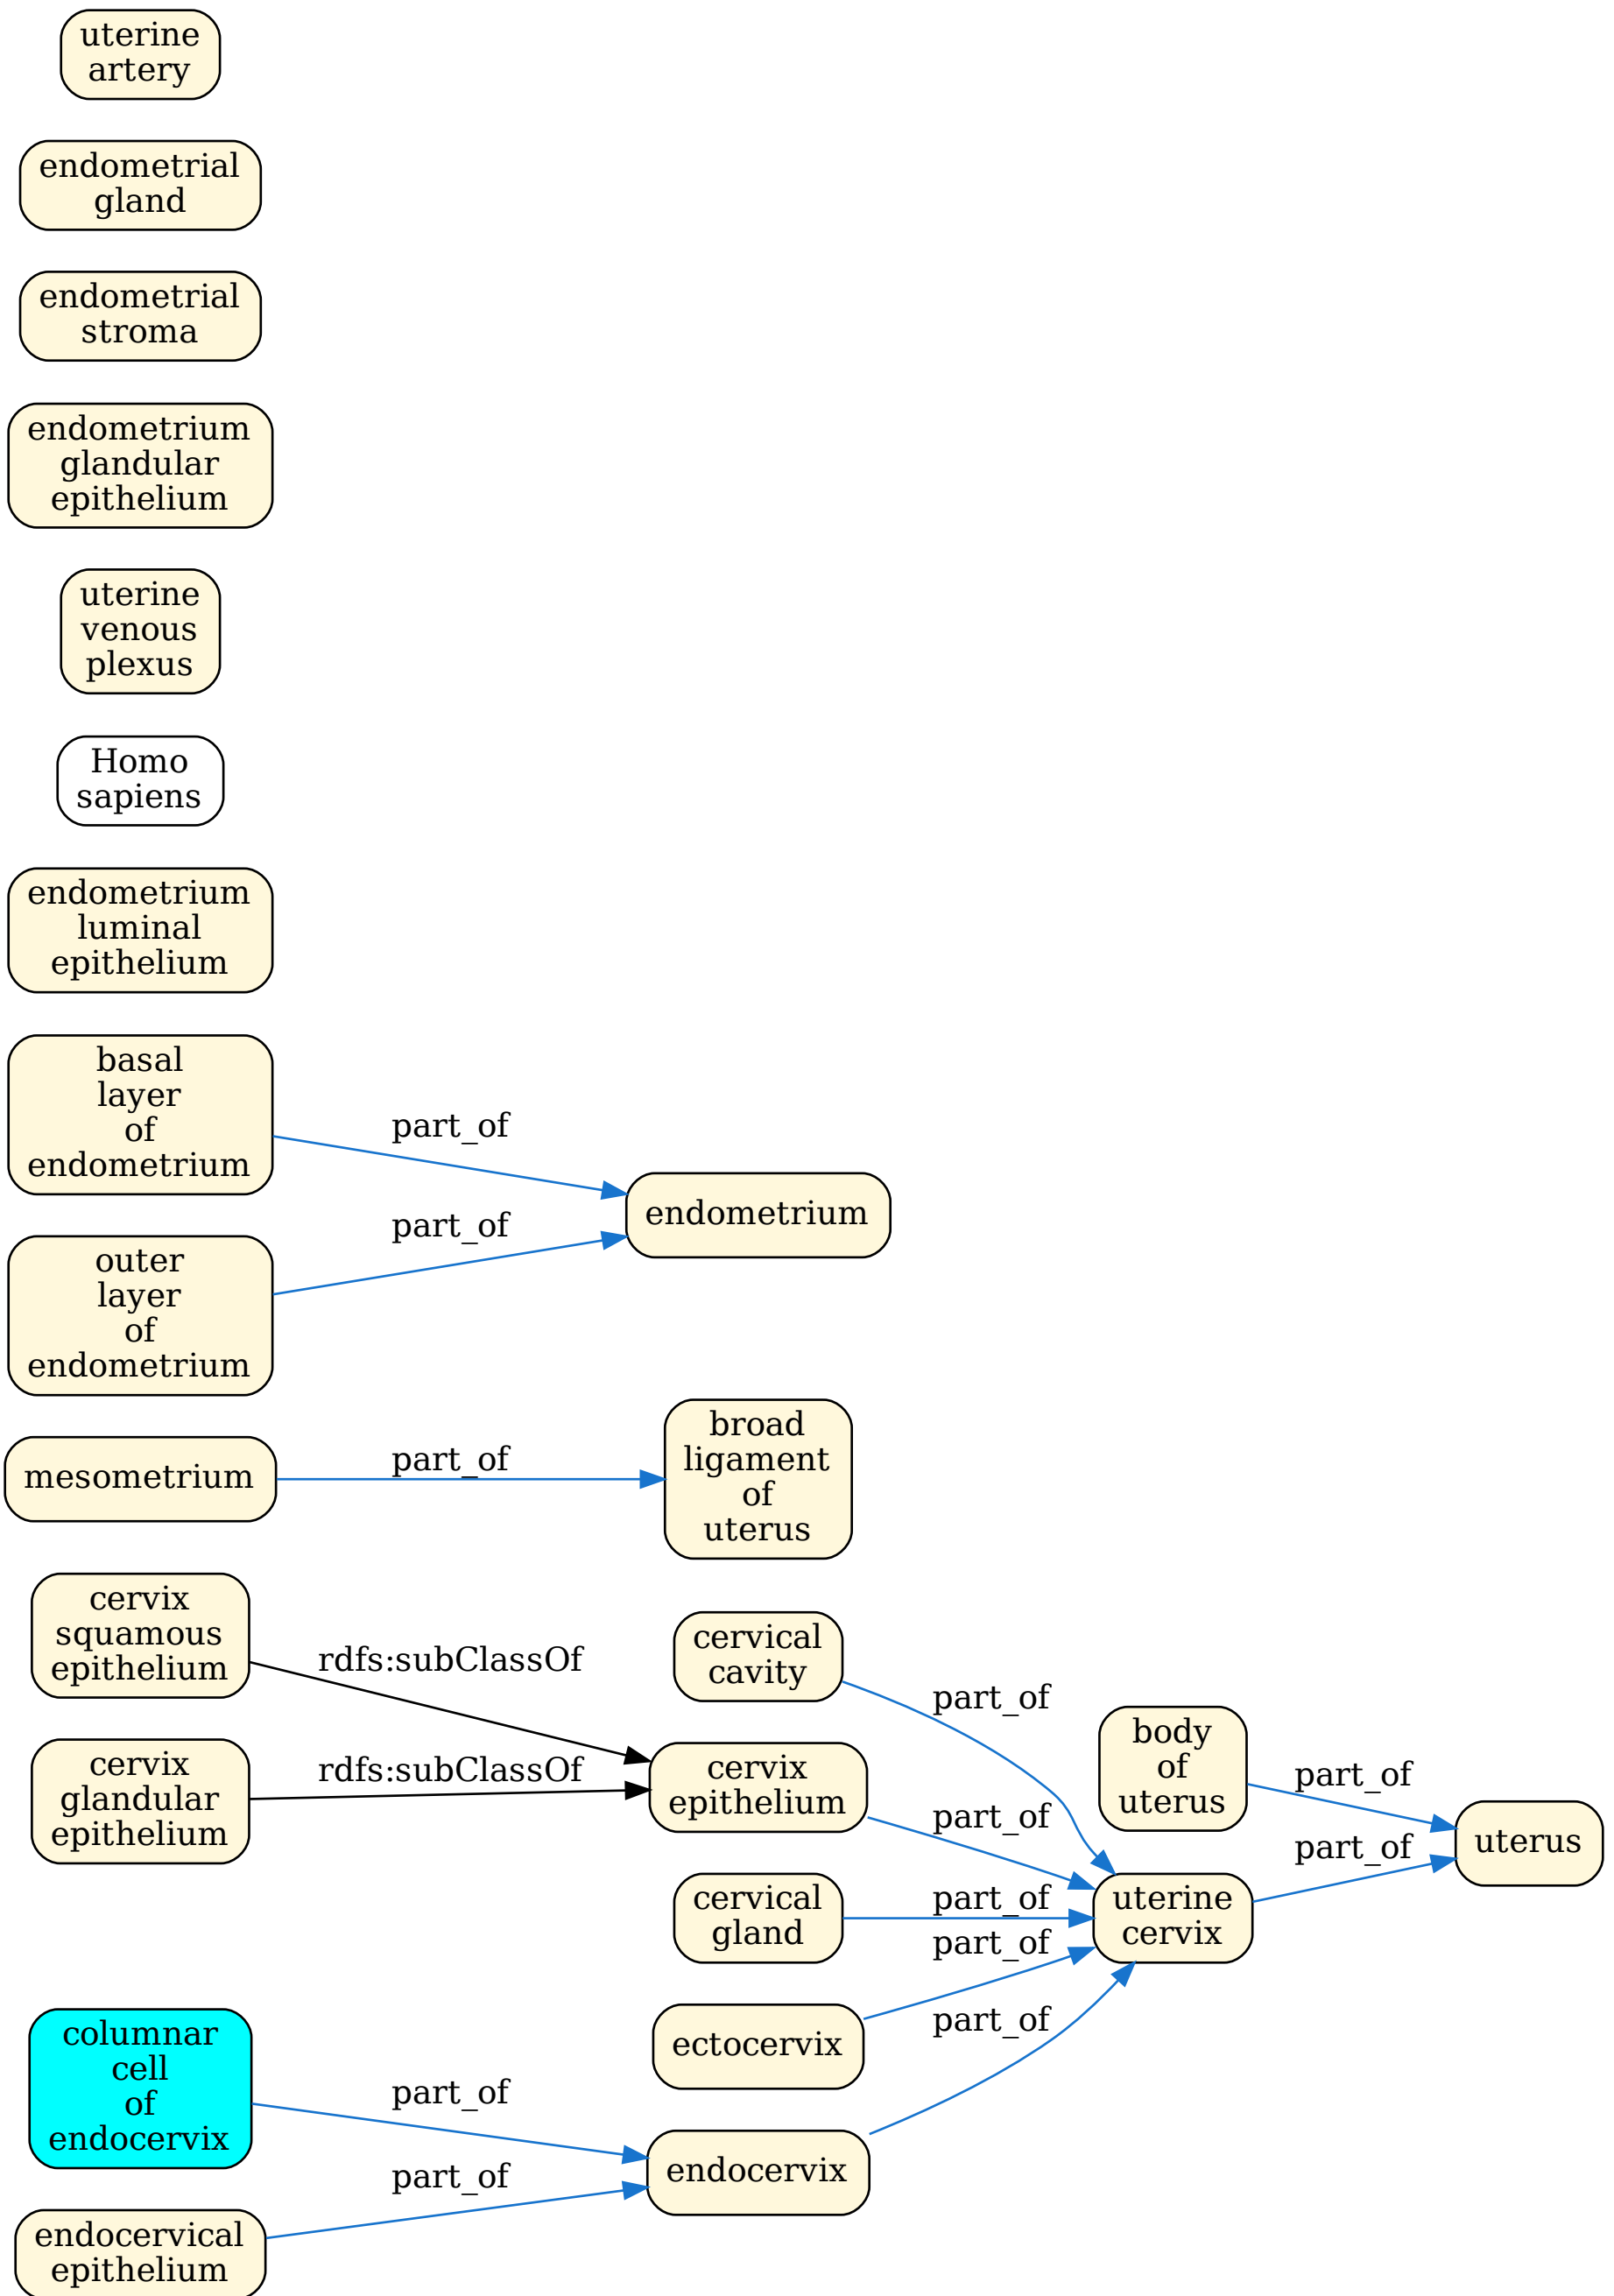 uterine
artery
endometrial
gland
endometrial
stroma
endometrium
glandular
epithelium
uterine
venous
plexus
Homo
sapiens
endometrium
luminal
epithelium
basal
layer
of
endometrium
part_of
endometrium
part_of
outer
layer
of
endometrium
mesometrium
part_of
broad
ligament
of
uterus
cervix
squamous
epithelium
rdfs:subClassOf
cervical
cavity
part_of
cervix
glandular
epithelium
rdfs:subClassOf
cervix
epithelium
part_of
body
of
uterus
part_of
uterus
part_of
cervical
gland
part_of
uterine
cervix
part_of
ectocervix
part_of
columnar
cell
of
endocervix
part_of
endocervix
part_of
endocervical
epithelium